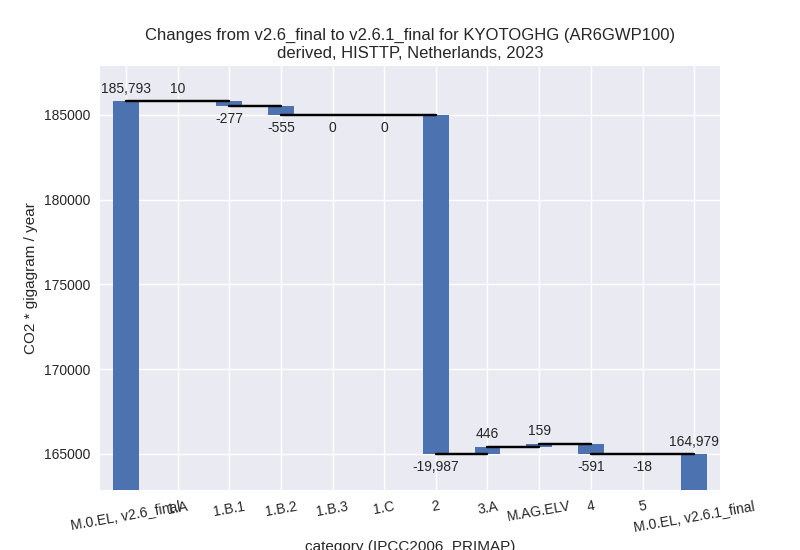 Changes from v2.6_final to v2.6.1_final for KYOTOGHG (AR6GWP100)
derived, HISTTP, Netherlands, 2023
CO2 * gigagram / year
185000
180000
175000
170000
165000
185,793
10
-277
-555
0
0
-19,987
446
159
-591
-18
164,979
M.0.EL, v2.6_final
1.A
1.B.1
1.B.2
1.B.3
1.C
2
3.A
M.AG.ELV
4
5
M.0.EL, v2.6.1_final
category (IPCC2006_PRIMAP)